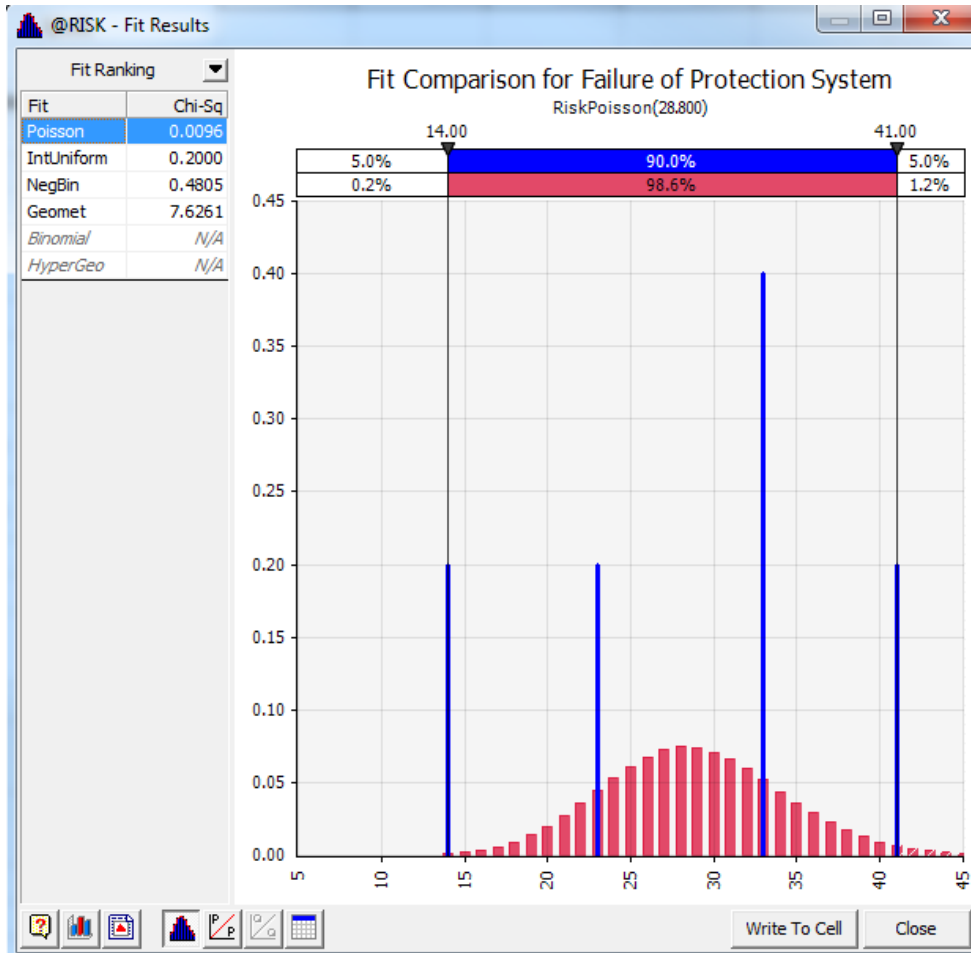 @RISK - Fit Results
Fit Ranking
Fit Chi-Sq
Poisson 0.0096
IntUniform 0.2000
NegBin 0.4805
Geomet 7.6261
Binomial N/A
HyperGeo N/A
Fit Comparison for Failure of Protection System
RiskPoisson(28.800)
14.00 41.00
5.0% 90.0% 5.0%
0.2% 98.6% 1.2%
0.45
0.40
0.35
0.30
0.25
0.20
0.15
0.10
0.05
0.00
5 10 15 20 25 30 35 40 45
Write To Cell Close